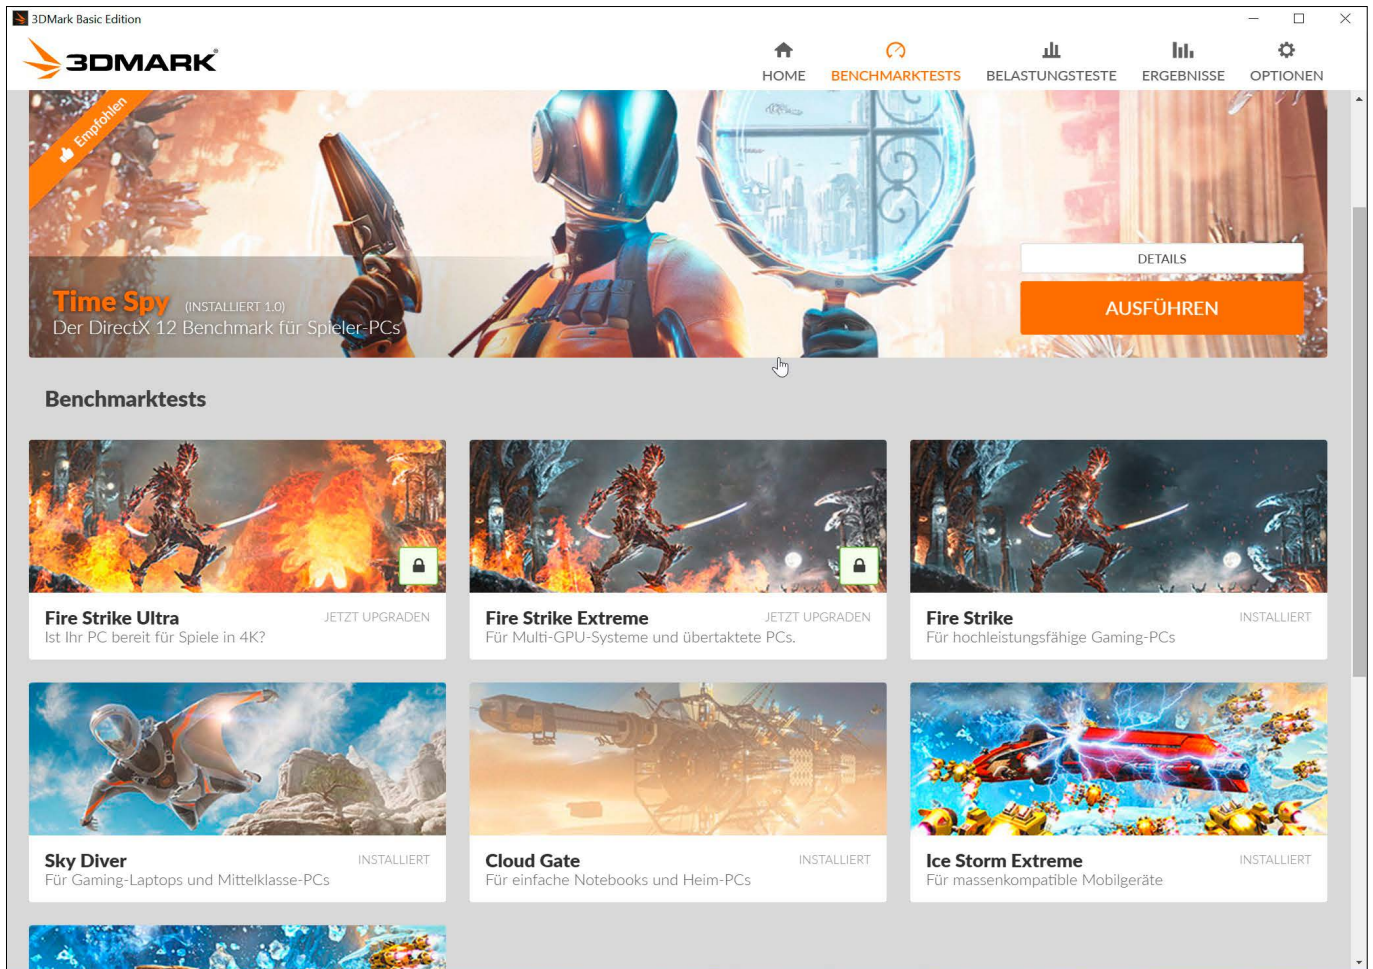 3DMark Basic Edition
3DMARK®
HOME
BENCHMARKTESTS
BELASTUNGSTESTE
ERGEBNISSE
OPTIONEN
Empfohlen
Time Spy (INSTALLIERT 1.0)
Der DirectX 12 Benchmark für Spieler-PCs
DETAILS
AUSFÜHREN
Benchmarktests
Fire Strike Ultra JETZT UPGRADEN
Ist Ihr PC bereit für Spiele in 4K?
Fire Strike Extreme JETZT UPGRADEN
Für Multi-GPU-Systeme und übertaktete PCs.
Fire Strike INSTALLIERT
Für hochleistungsfähige Gaming-PCs
Sky Diver INSTALLIERT
Für Gaming-Laptops und Mittelklasse-PCs
Cloud Gate INSTALLIERT
Für einfache Notebooks und Heim-PCs
Ice Storm Extreme INSTALLIERT
Für massenkompatible Mobilgeräte